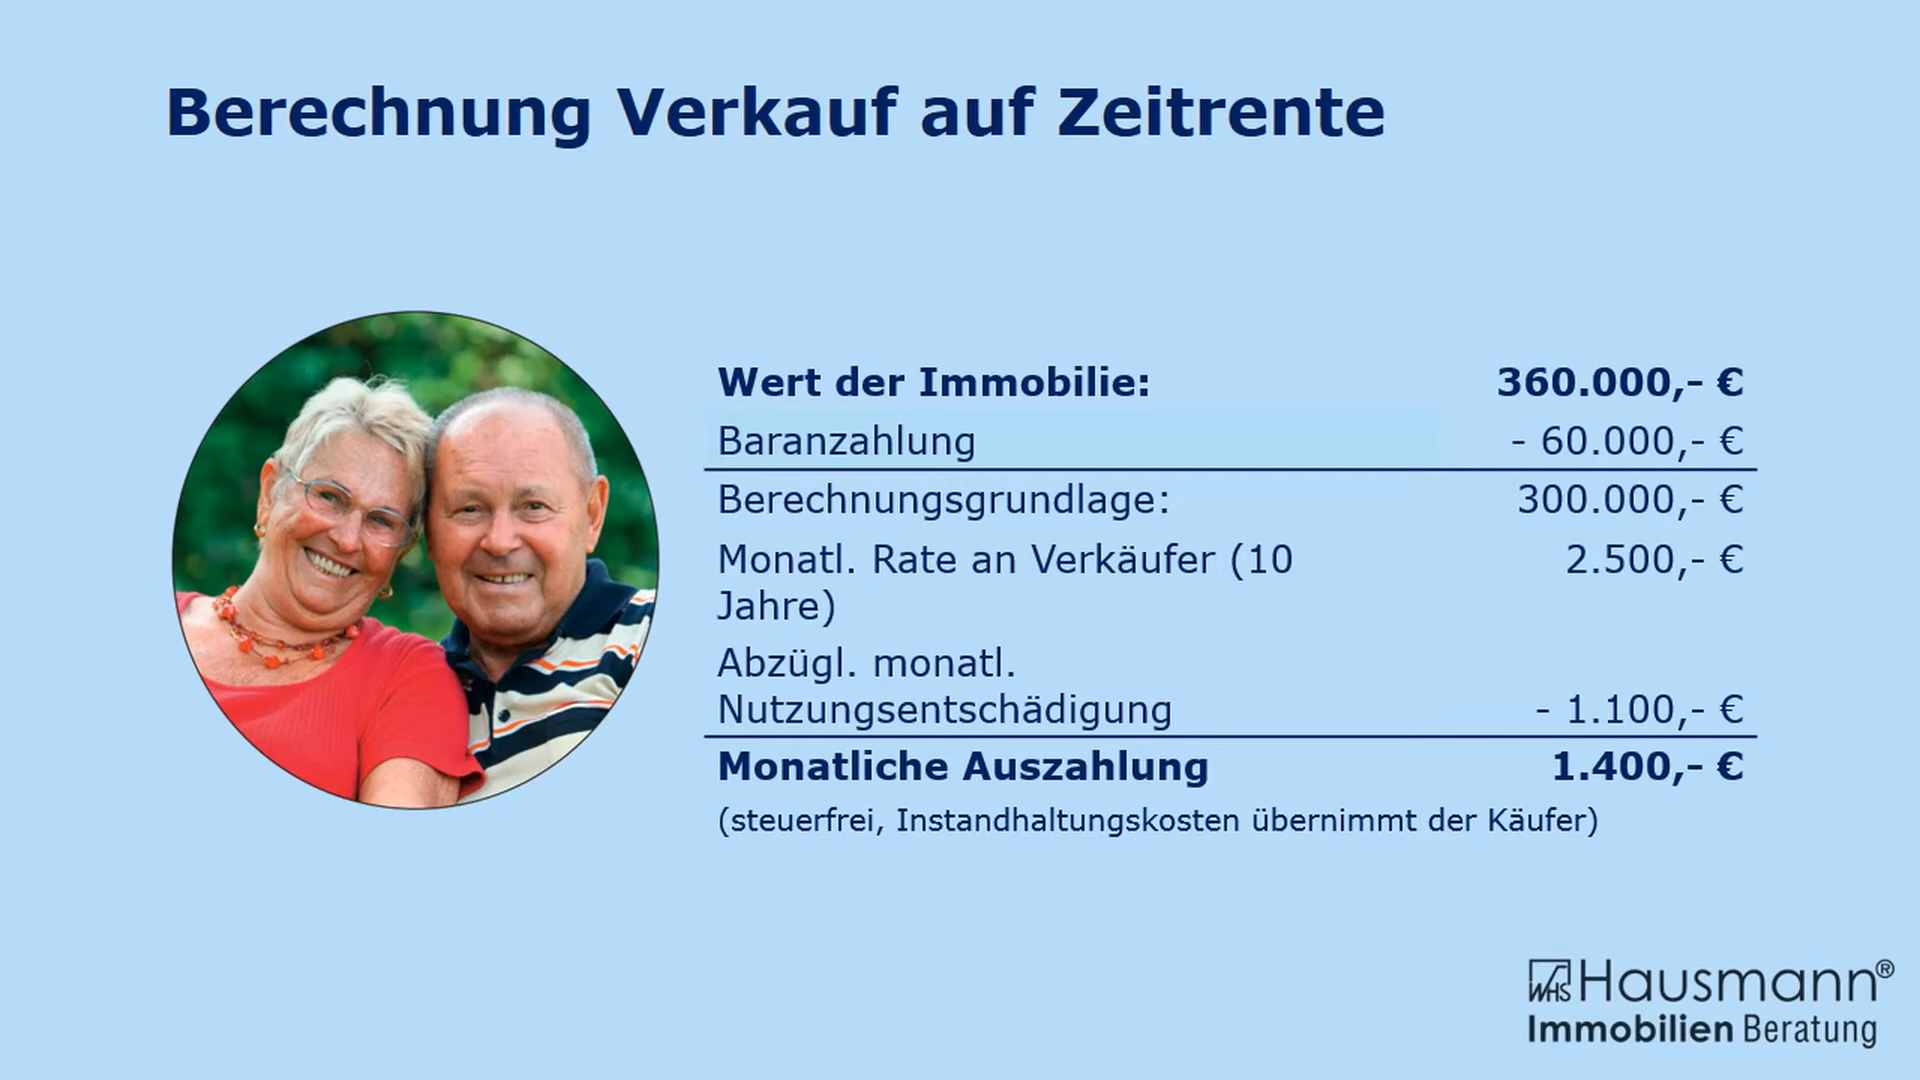 Berechnung Verkauf auf Zeitrente
Wert der Immobilie: 360.000,- €
Baranzahlung - 60.000,- €
Berechnungsgrundlage: 300.000,- €
Monatl. Rate an Verkäufer (10 2.500,- €
Jahre)
Abzügl. monatl.
Nutzungsentschädigung - 1.100,- €
Monatliche Auszahlung 1.400,- €
(steuerfrei, Instandhaltungskosten übernimmt der Käufer)
WHS Hausmann®
Immobilien Beratung